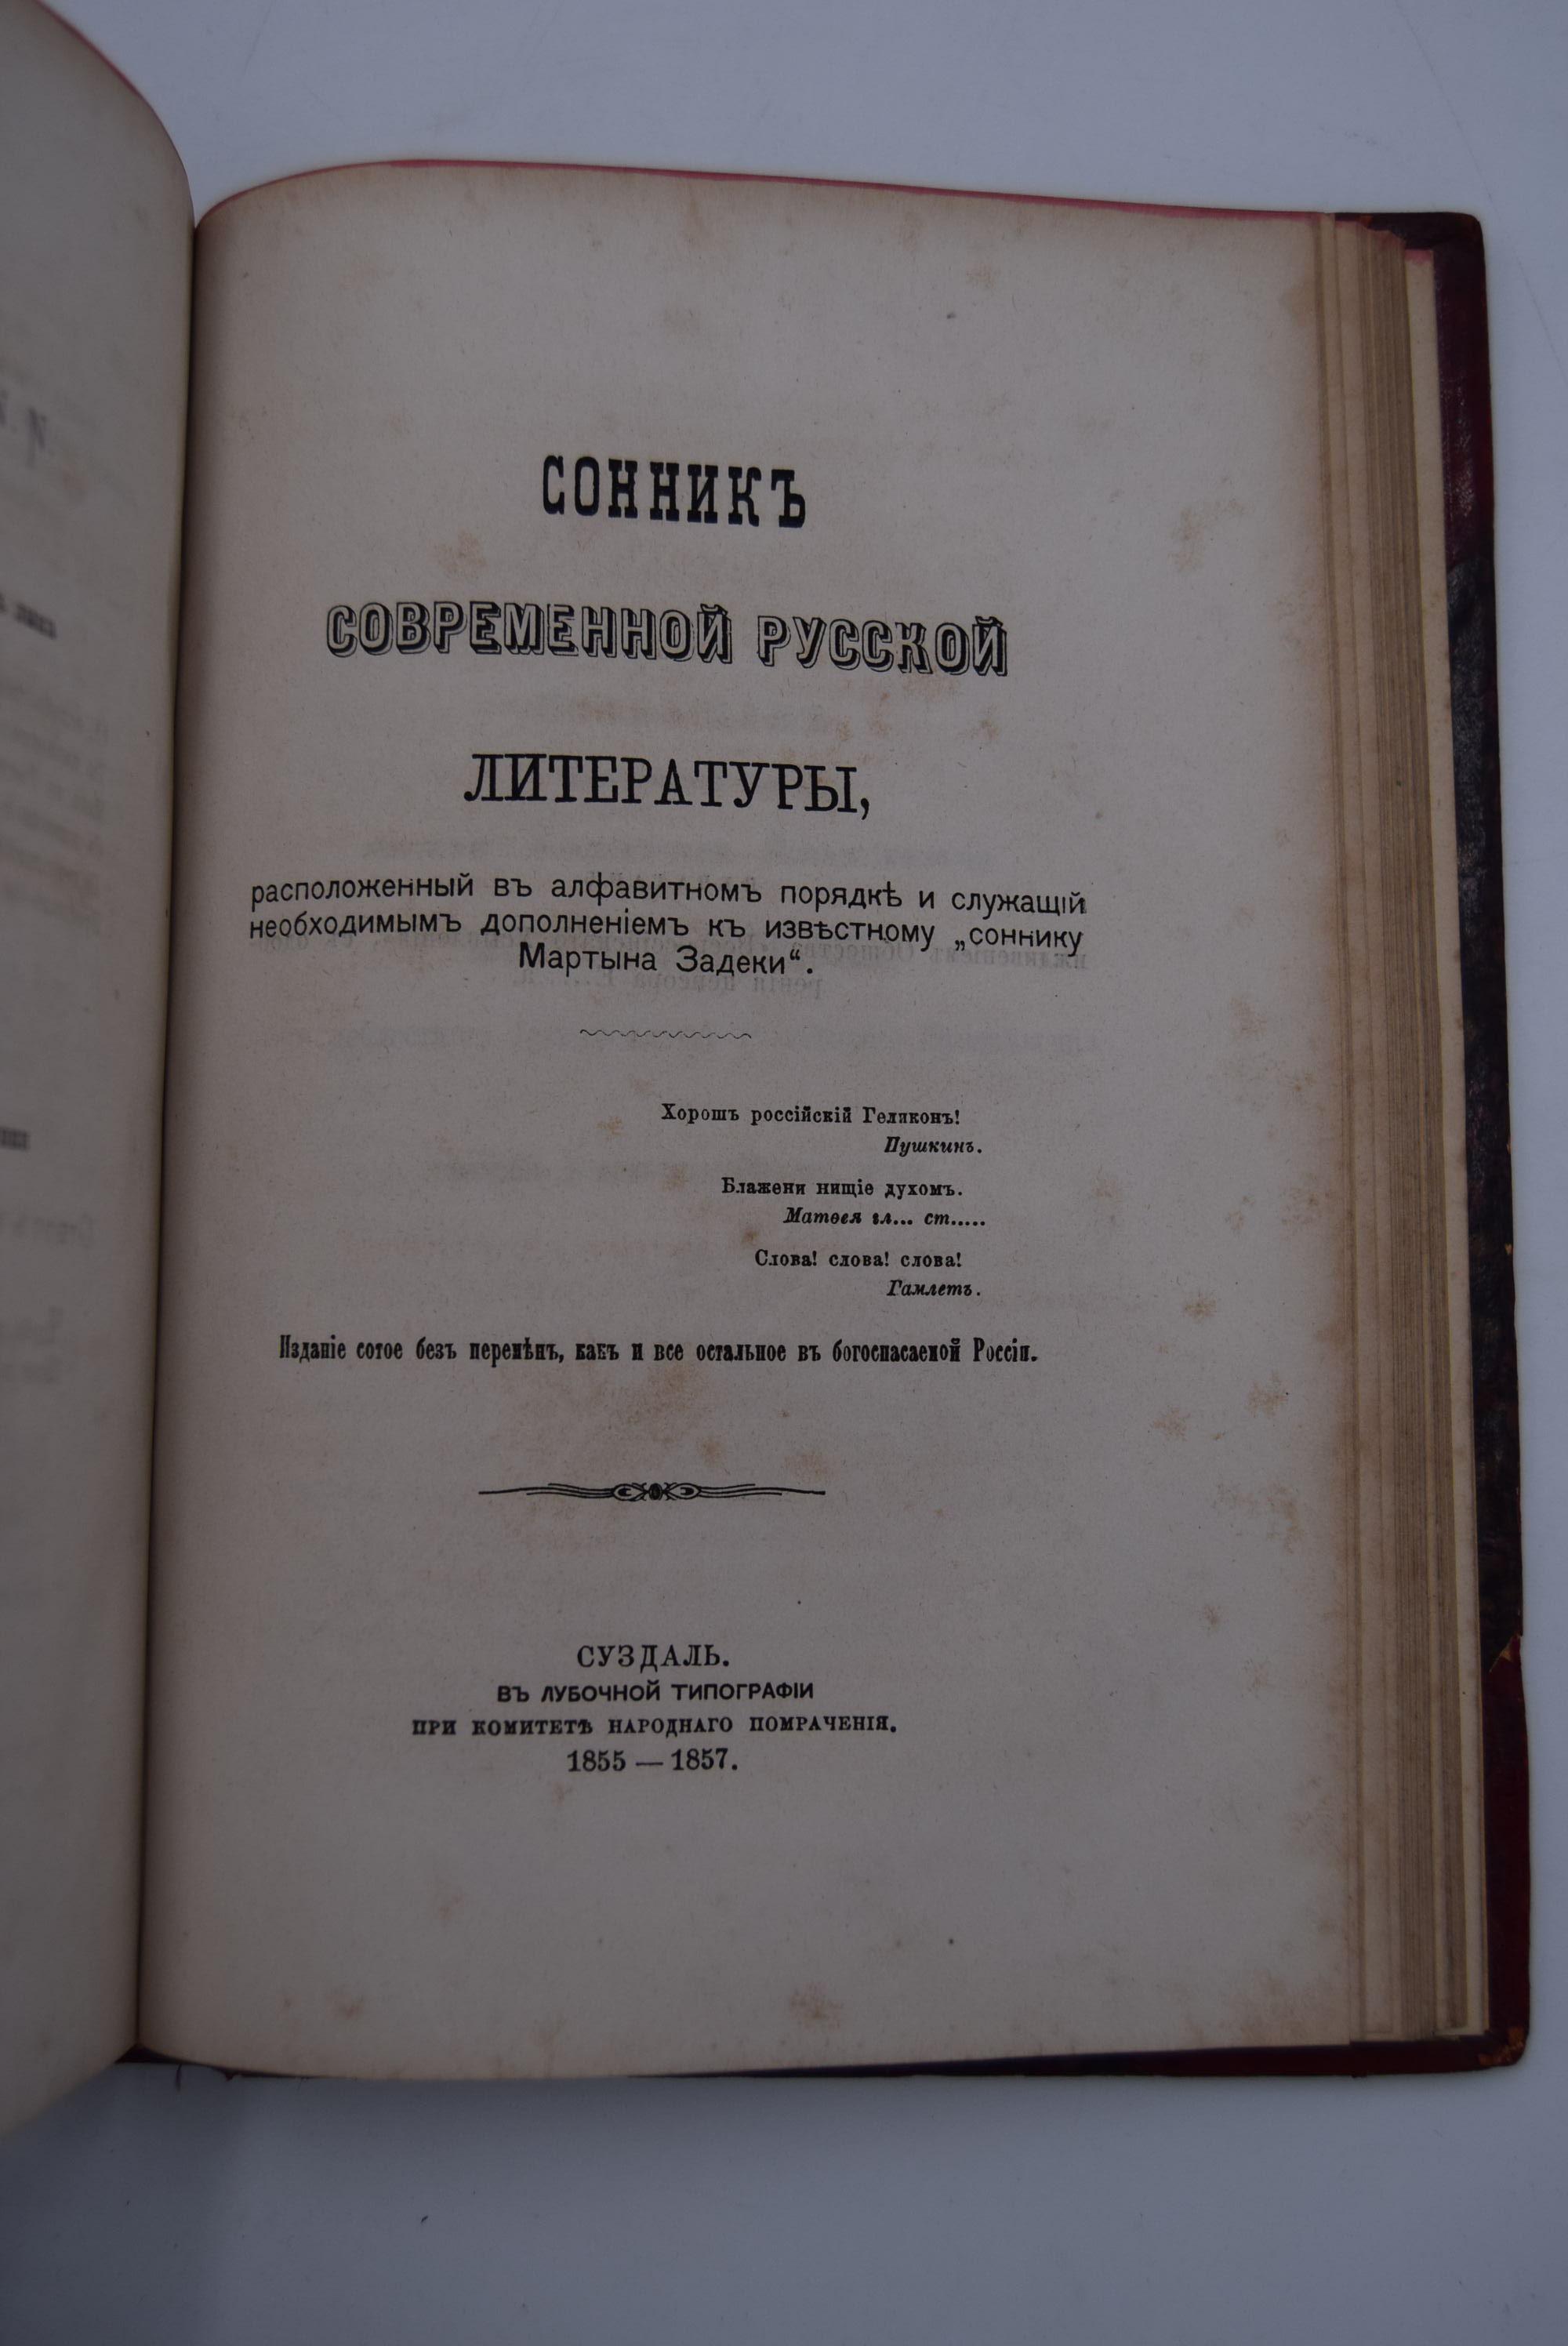 СОННИКЪ
СОВРЕМЕННОЙ РУССКОЙ
ЛИТЕРАТУРЫ,
расположенный въ алфавитномъ порядкѣ и служащій
необходимымъ дополненіемъ къ извѣстному „соннику
Мартына Задеки“.
Хорошъ россійскій Геликонъ!
Пушкинъ.
Блажени нищіе духомъ.
Матѳея гл... ст.....
Слова! слова! слова!
Гамлетъ.
Изданіе сотое безъ перемѣнъ, какъ и все остальное въ богоспасаемой Россіи.
СУЗДАЛЬ.
ВЪ ЛУБОЧНОЙ ТИПОГРАФІИ
ПРИ КОМИТЕТѢ НАРОДНАГО ПОМРАЧЕНІЯ.
1855 — 1857.